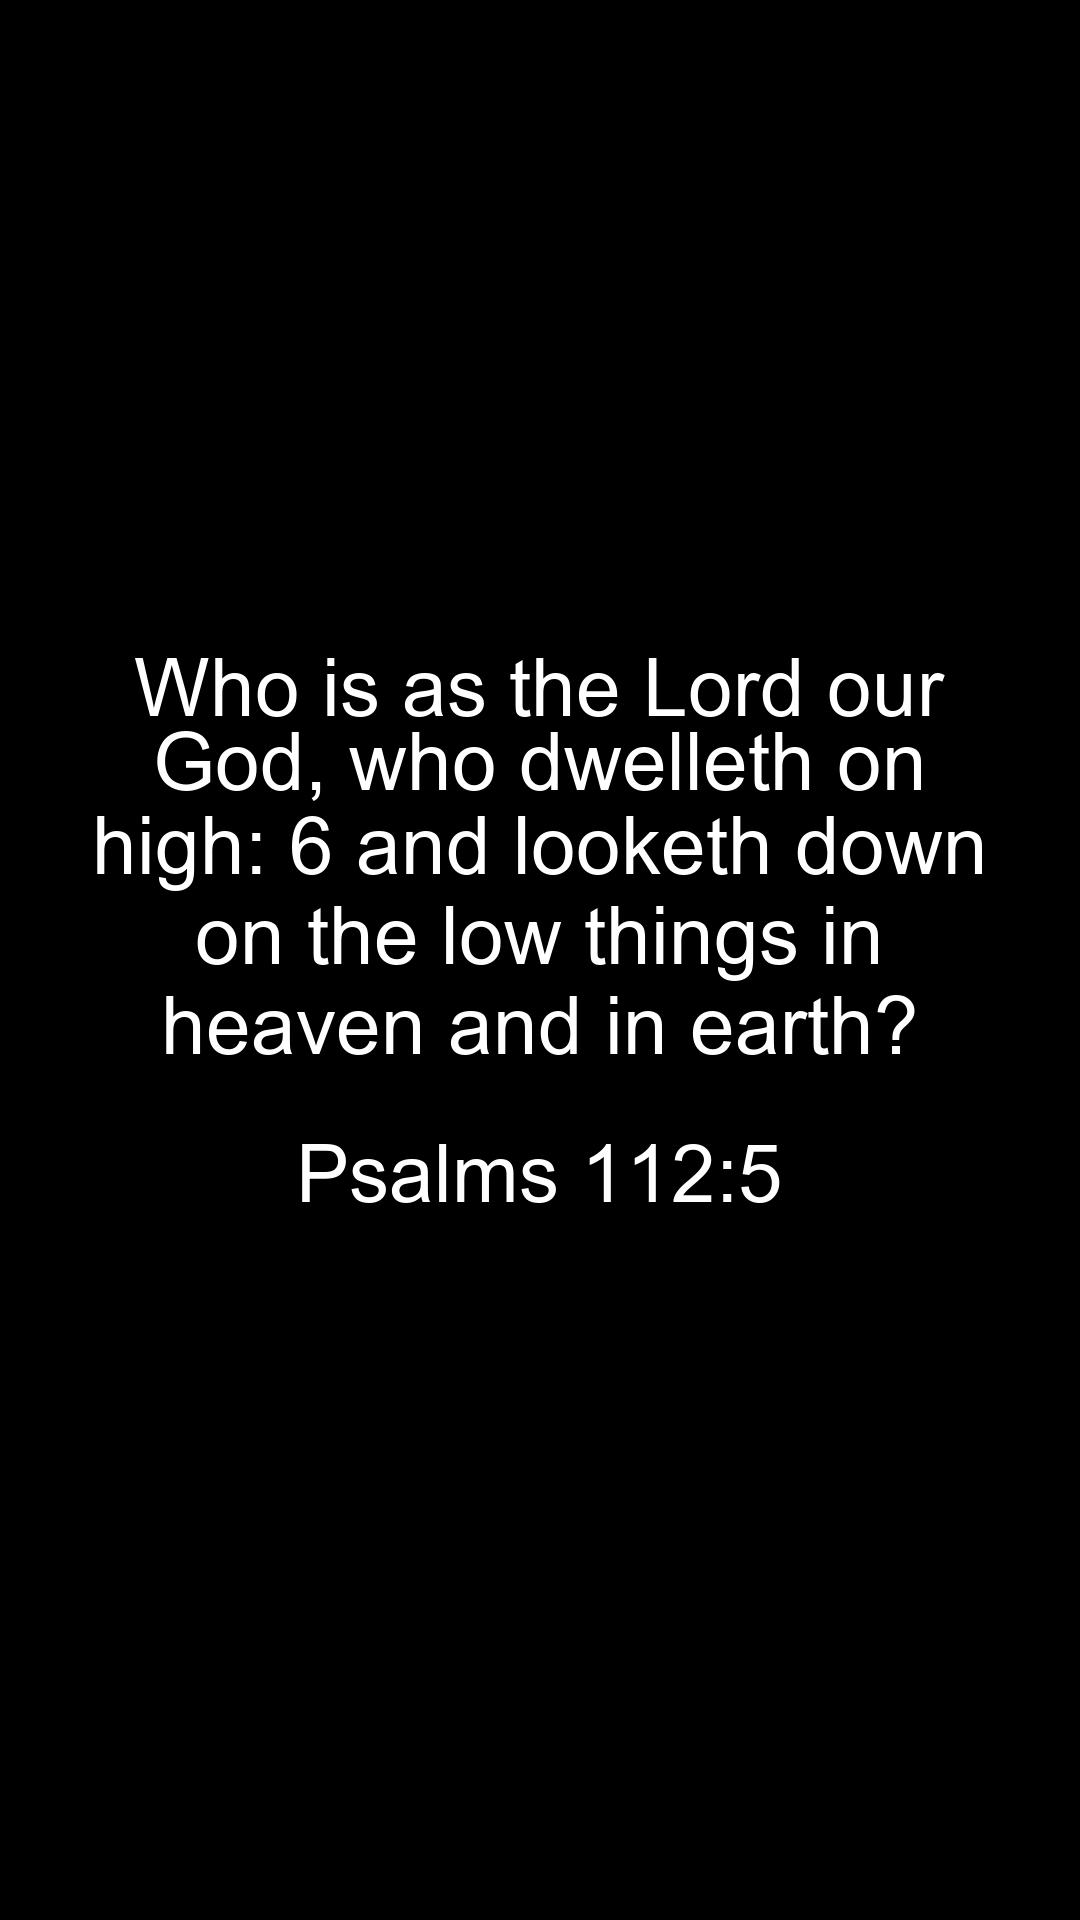 Who is as the Lord our
God, who dwelleth on
high: 6 and looketh down
on the low things in
heaven and in earth?
Psalms 112:5